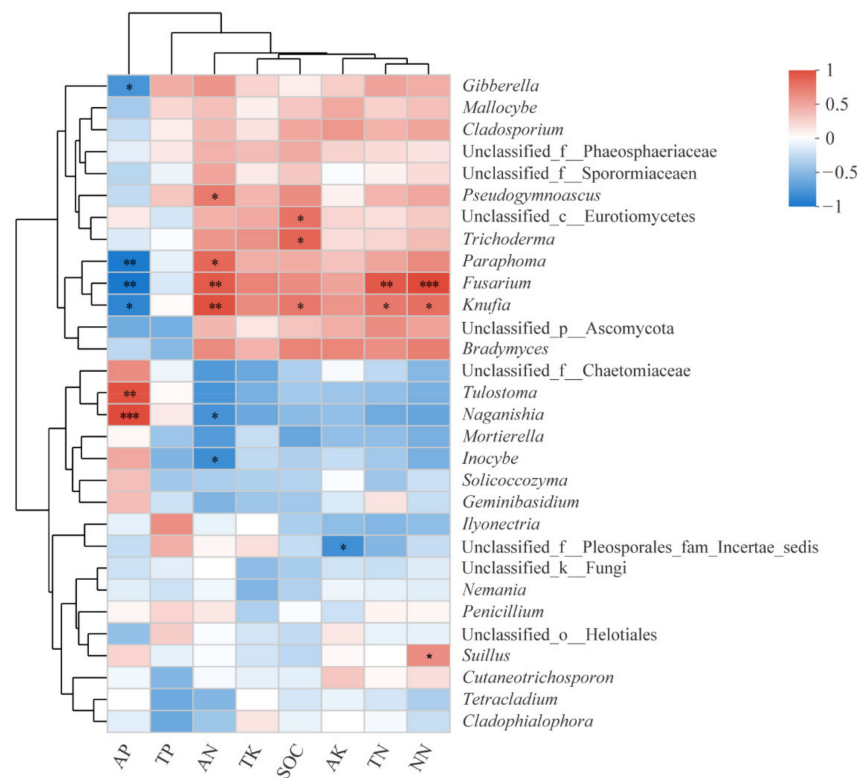 1
0.5
0
−0.5
−1
* Gibberella
Mallocybe
Cladosporium
Unclassified_f__Phaeosphaeriaceae
Unclassified_f__Sporormiaceaen
* Pseudogymnoascus
* Unclassified_c__Eurotiomycetes
* Trichoderma
** * Paraphoma
** ** ** *** Fusarium
* ** * * * Knufia
Unclassified_p__Ascomycota
Bradymyces
Unclassified_f__Chaetomiaceae
** Tulostoma
*** * Naganishia
Mortierella
* Inocybe
Solicoccozyma
Geminibasidium
Ilyonectria
* Unclassified_f__Pleosporales_fam_Incertae_sedis
Unclassified_k__Fungi
Nemania
Penicillium
Unclassified_o__Helotiales
* Suillus
Cutaneotrichosporon
Tetracladium
Cladophialophora
AP TP AN TK SOC AK TN NN